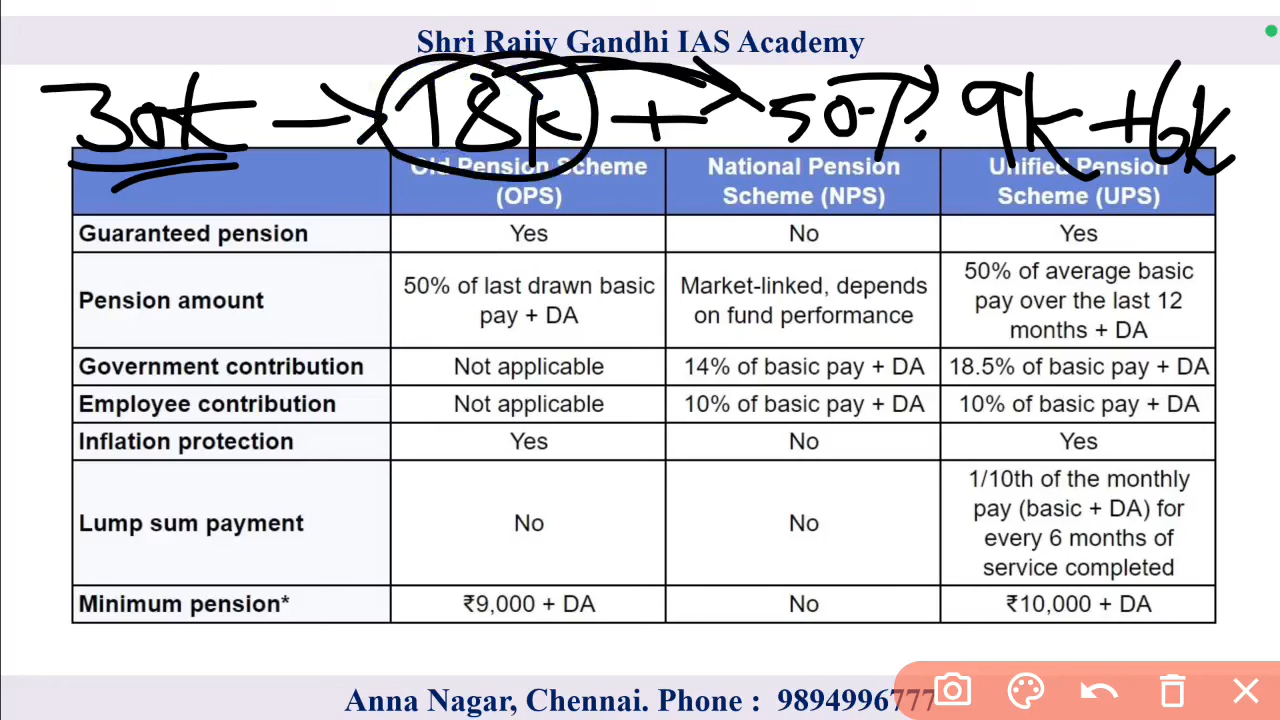 Shri Rajiv Gandhi IAS Academy
30k → 18k + 50%? 9k + 6k
Old Pension Scheme (OPS)
National Pension Scheme (NPS)
Unified Pension Scheme (UPS)
Guaranteed pension
Yes
No
Yes
Pension amount
50% of last drawn basic
pay + DA
Market-linked, depends
on fund performance
50% of average basic
pay over the last 12
months + DA
Government contribution
Not applicable
14% of basic pay + DA
18.5% of basic pay + DA
Employee contribution
Not applicable
10% of basic pay + DA
10% of basic pay + DA
Inflation protection
Yes
No
Yes
Lump sum payment
No
No
1/10th of the monthly
pay (basic + DA) for
every 6 months of
service completed
Minimum pension*
₹9,000 + DA
No
₹10,000 + DA
Anna Nagar, Chennai. Phone : 9894996777